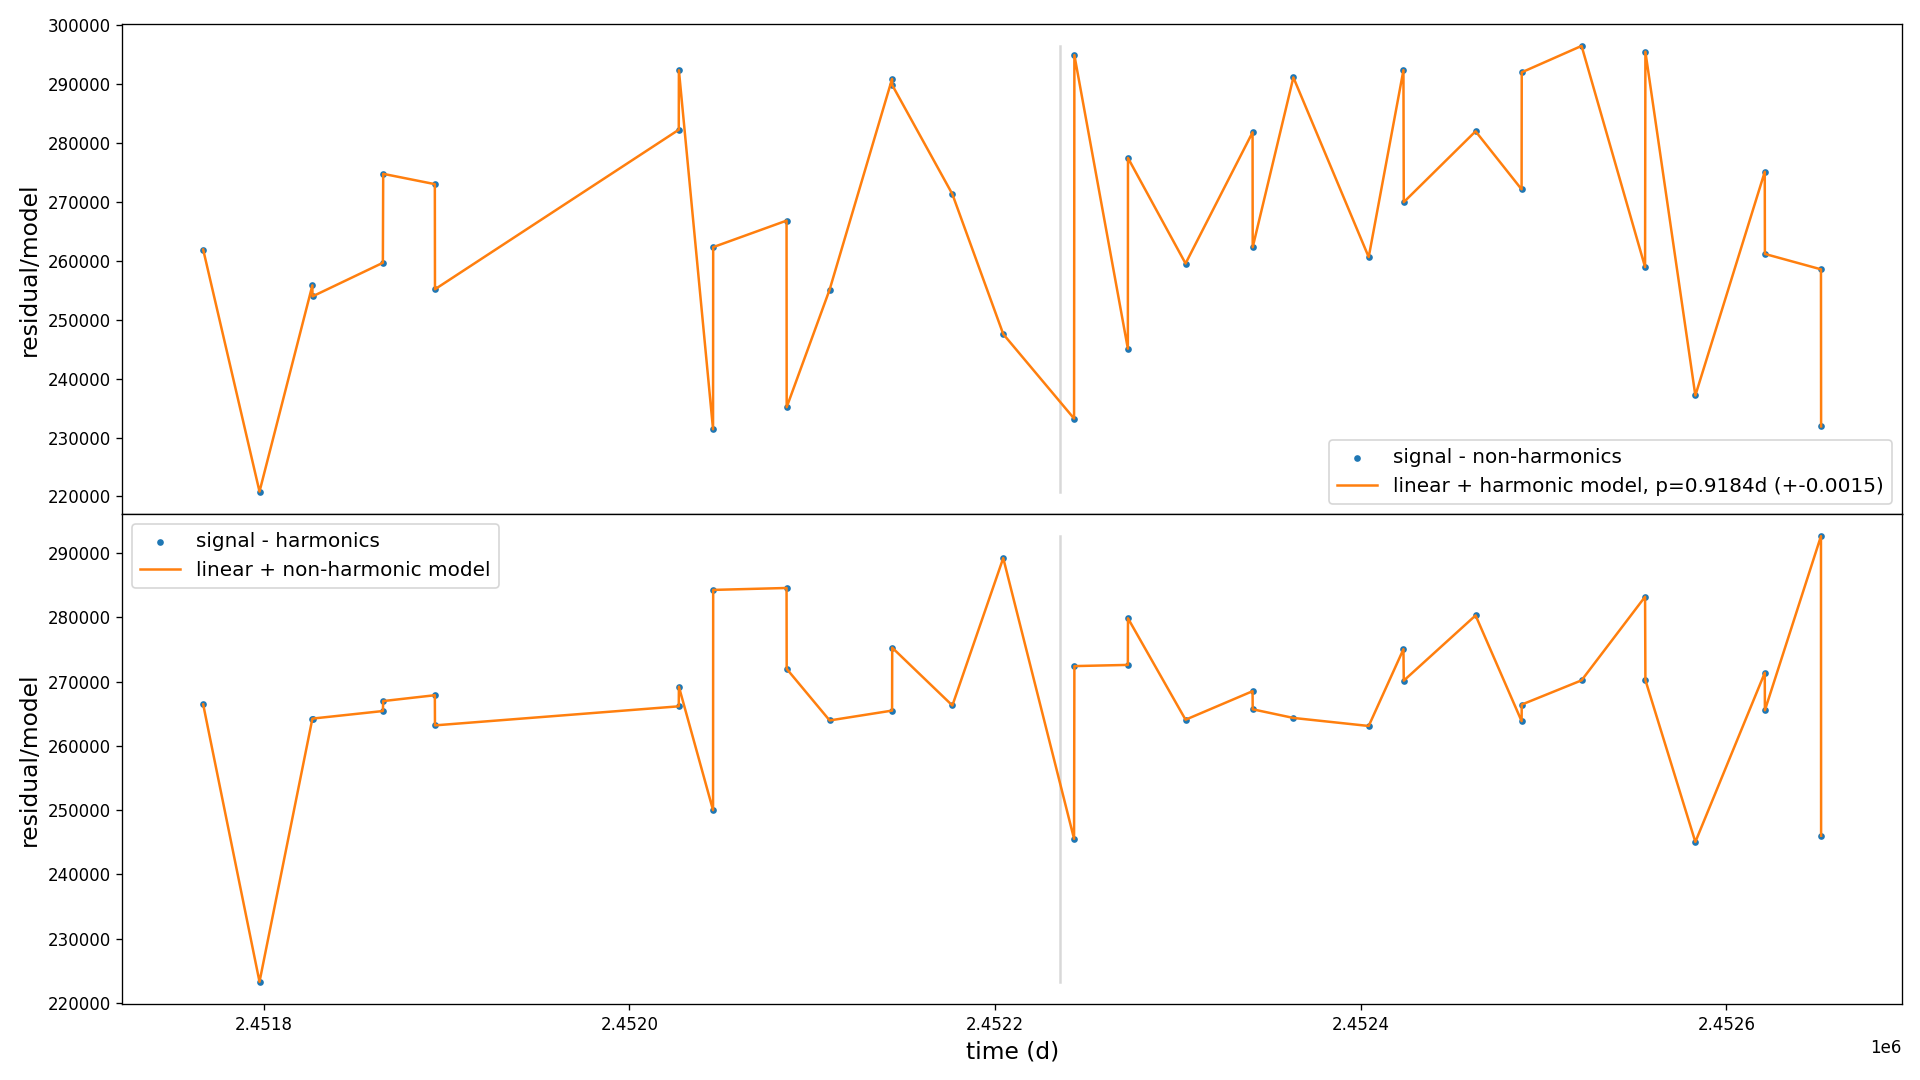 300000
290000
280000
270000
260000
250000
240000
230000
220000
residual/model
signal - non-harmonics
linear + harmonic model, p=0.9184d (+-0.0015)
290000
280000
270000
260000
250000
240000
230000
220000
residual/model
signal - harmonics
linear + non-harmonic model
2.4518
2.4520
2.4522
2.4524
2.4526
time (d)
1e6